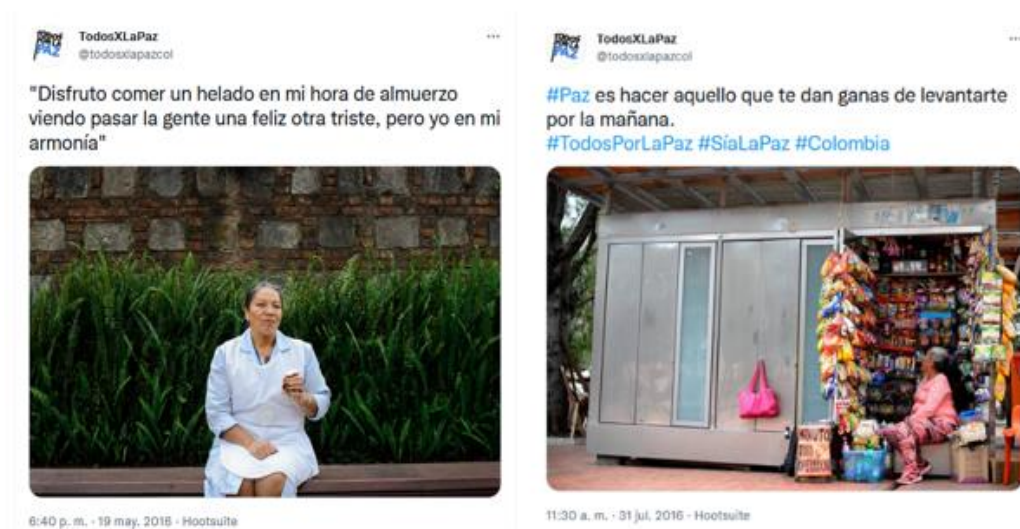 TodosXLaPaz
@todosxlapazcol
"Disfruto comer un helado en mi hora de almuerzo
viendo pasar la gente una feliz otra triste, pero yo en mi
armonía"
6:40 p. m. · 19 may. 2016 · Hootsuite
TodosXLaPaz
@todosxlapazcol
#Paz es hacer aquello que te dan ganas de levantarte
por la mañana.
#TodosPorLaPaz #SíaLaPaz #Colombia
MINUTO
11:30 a. m. · 31 jul. 2016 · Hootsuite